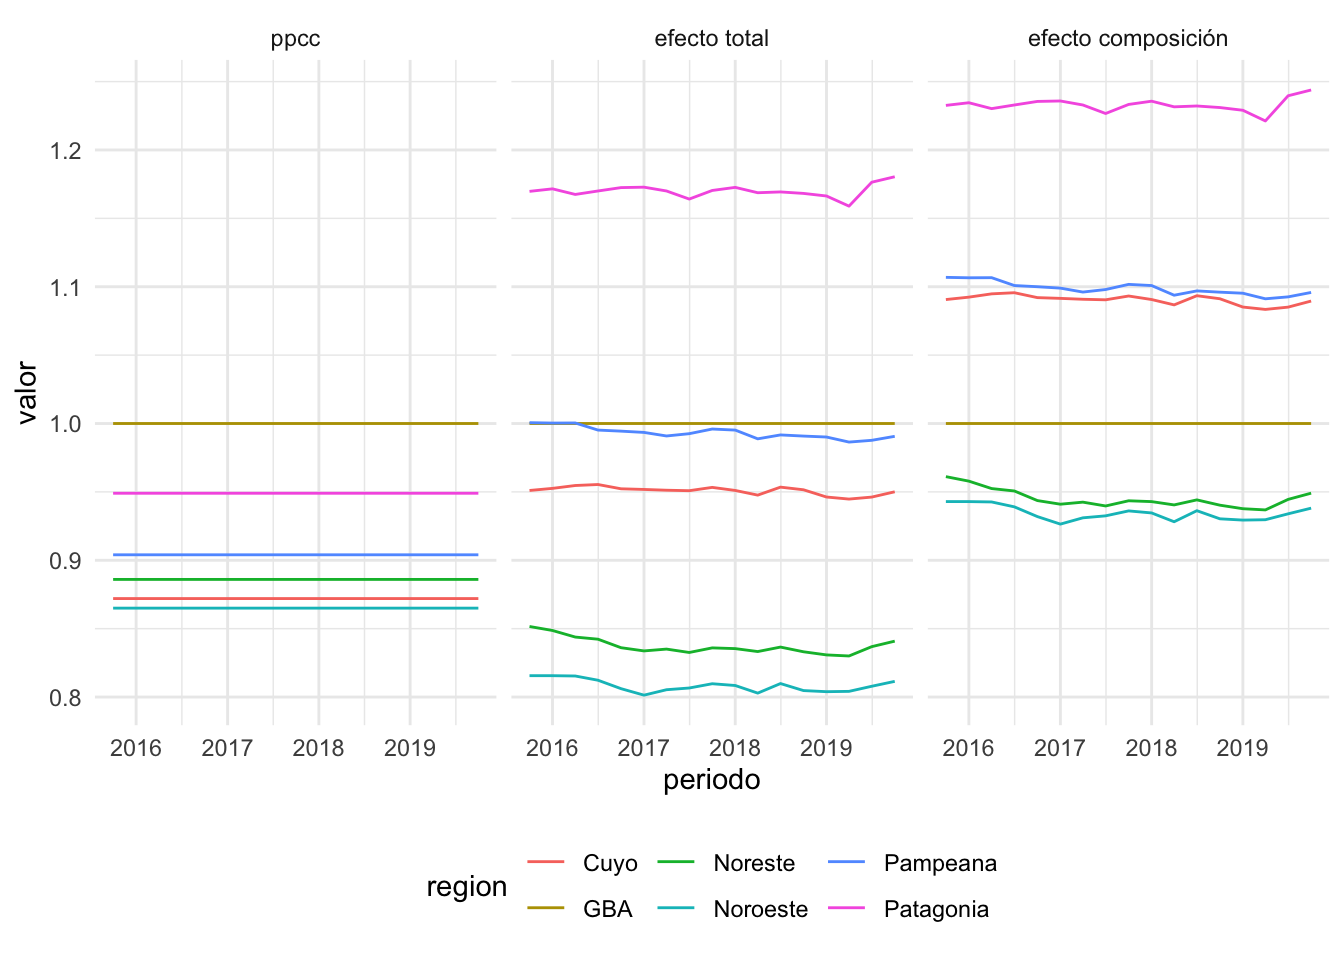 ppcc efecto total efecto composición
1.2
1.1
1.0
0.9
0.8
valor
2016 2017 2018 2019 2016 2017 2018 2019 2016 2017 2018 2019
periodo
region
Cuyo Noreste Pampeana
GBA Noroeste Patagonia